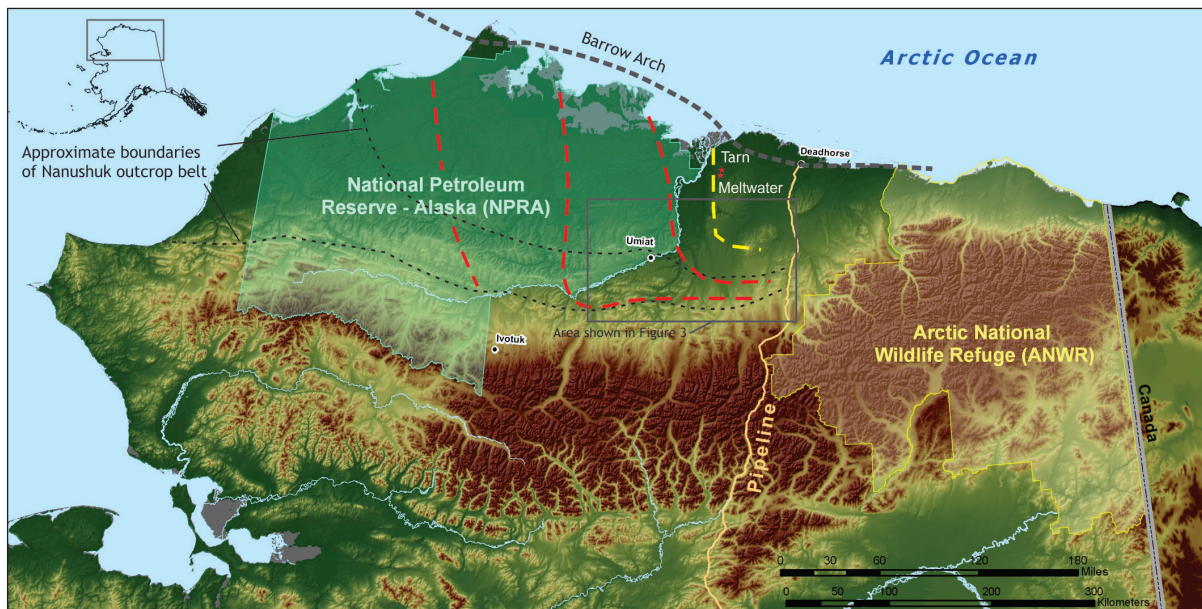 Barrow Arch
Arctic Ocean
Approximate boundaries
of Nanushuk outcrop belt
National Petroleum
Reserve - Alaska (NPRA)
Tarn
Meltwater
Deadhorse
Umiat
Area shown in Figure 3
Ivotuk
Arctic National
Wildlife Refuge (ANWR)
Pipeline
Canada
0 30 60 120 180
Miles
0 50 100 200 300
Kilometers